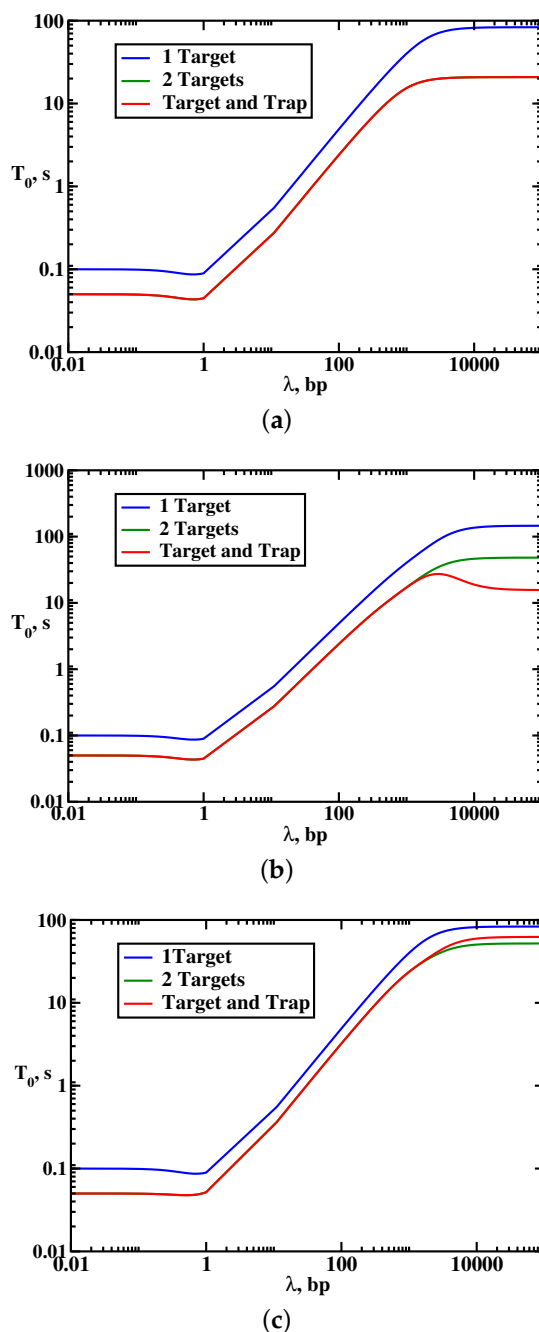 100
1 Target
2 Targets
Target and Trap
10
T₀, s
1
0.1
0.01
0.01 1 100 10000
λ, bp
(a)
1000
1 Target
2 Targets
Target and Trap
100
10
T₀, s
1
0.1
0.01
0.01 1 100 10000
λ, bp
(b)
100
1Target
2 Targets
Target and Trap
10
T₀, s
1
0.1
0.01
0.01 1 100 10000
λ, bp
(c)